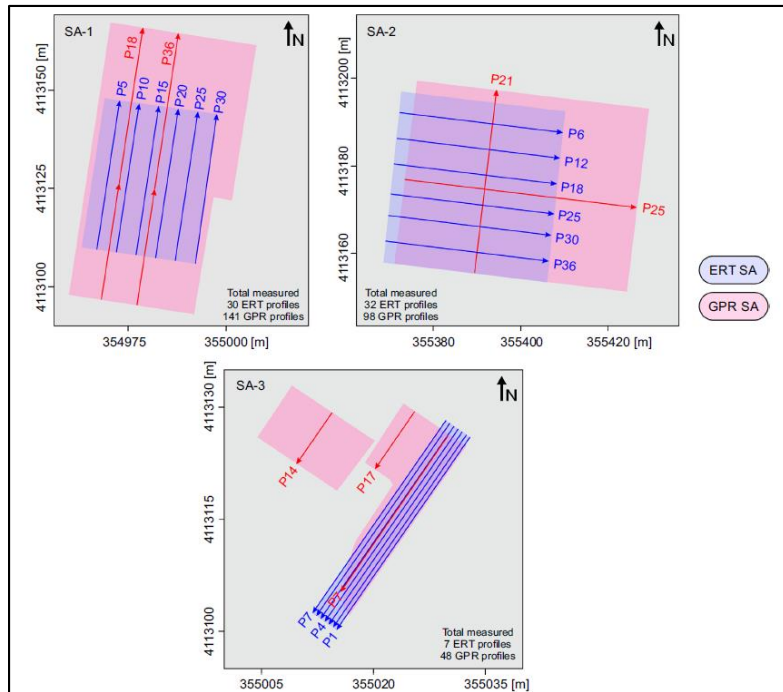 SA-1
N
P18
P36
P5
P10
P15
P20
P25
P30
4113150 [m]
4113125
4113100
Total measured
30 ERT profiles
141 GPR profiles
354975
355000 [m]
SA-2
N
P21
P6
P12
P18
P25
P25
P30
P36
4113200 [m]
4113180
4113160
Total measured
32 ERT profiles
98 GPR profiles
355380
355400
355420 [m]
ERT SA
GPR SA
SA-3
N
P14
P17
P7
P7
P4
P1
4113130 [m]
4113115
4113100
Total measured
7 ERT profiles
48 GPR profiles
355005
355020
355035 [m]